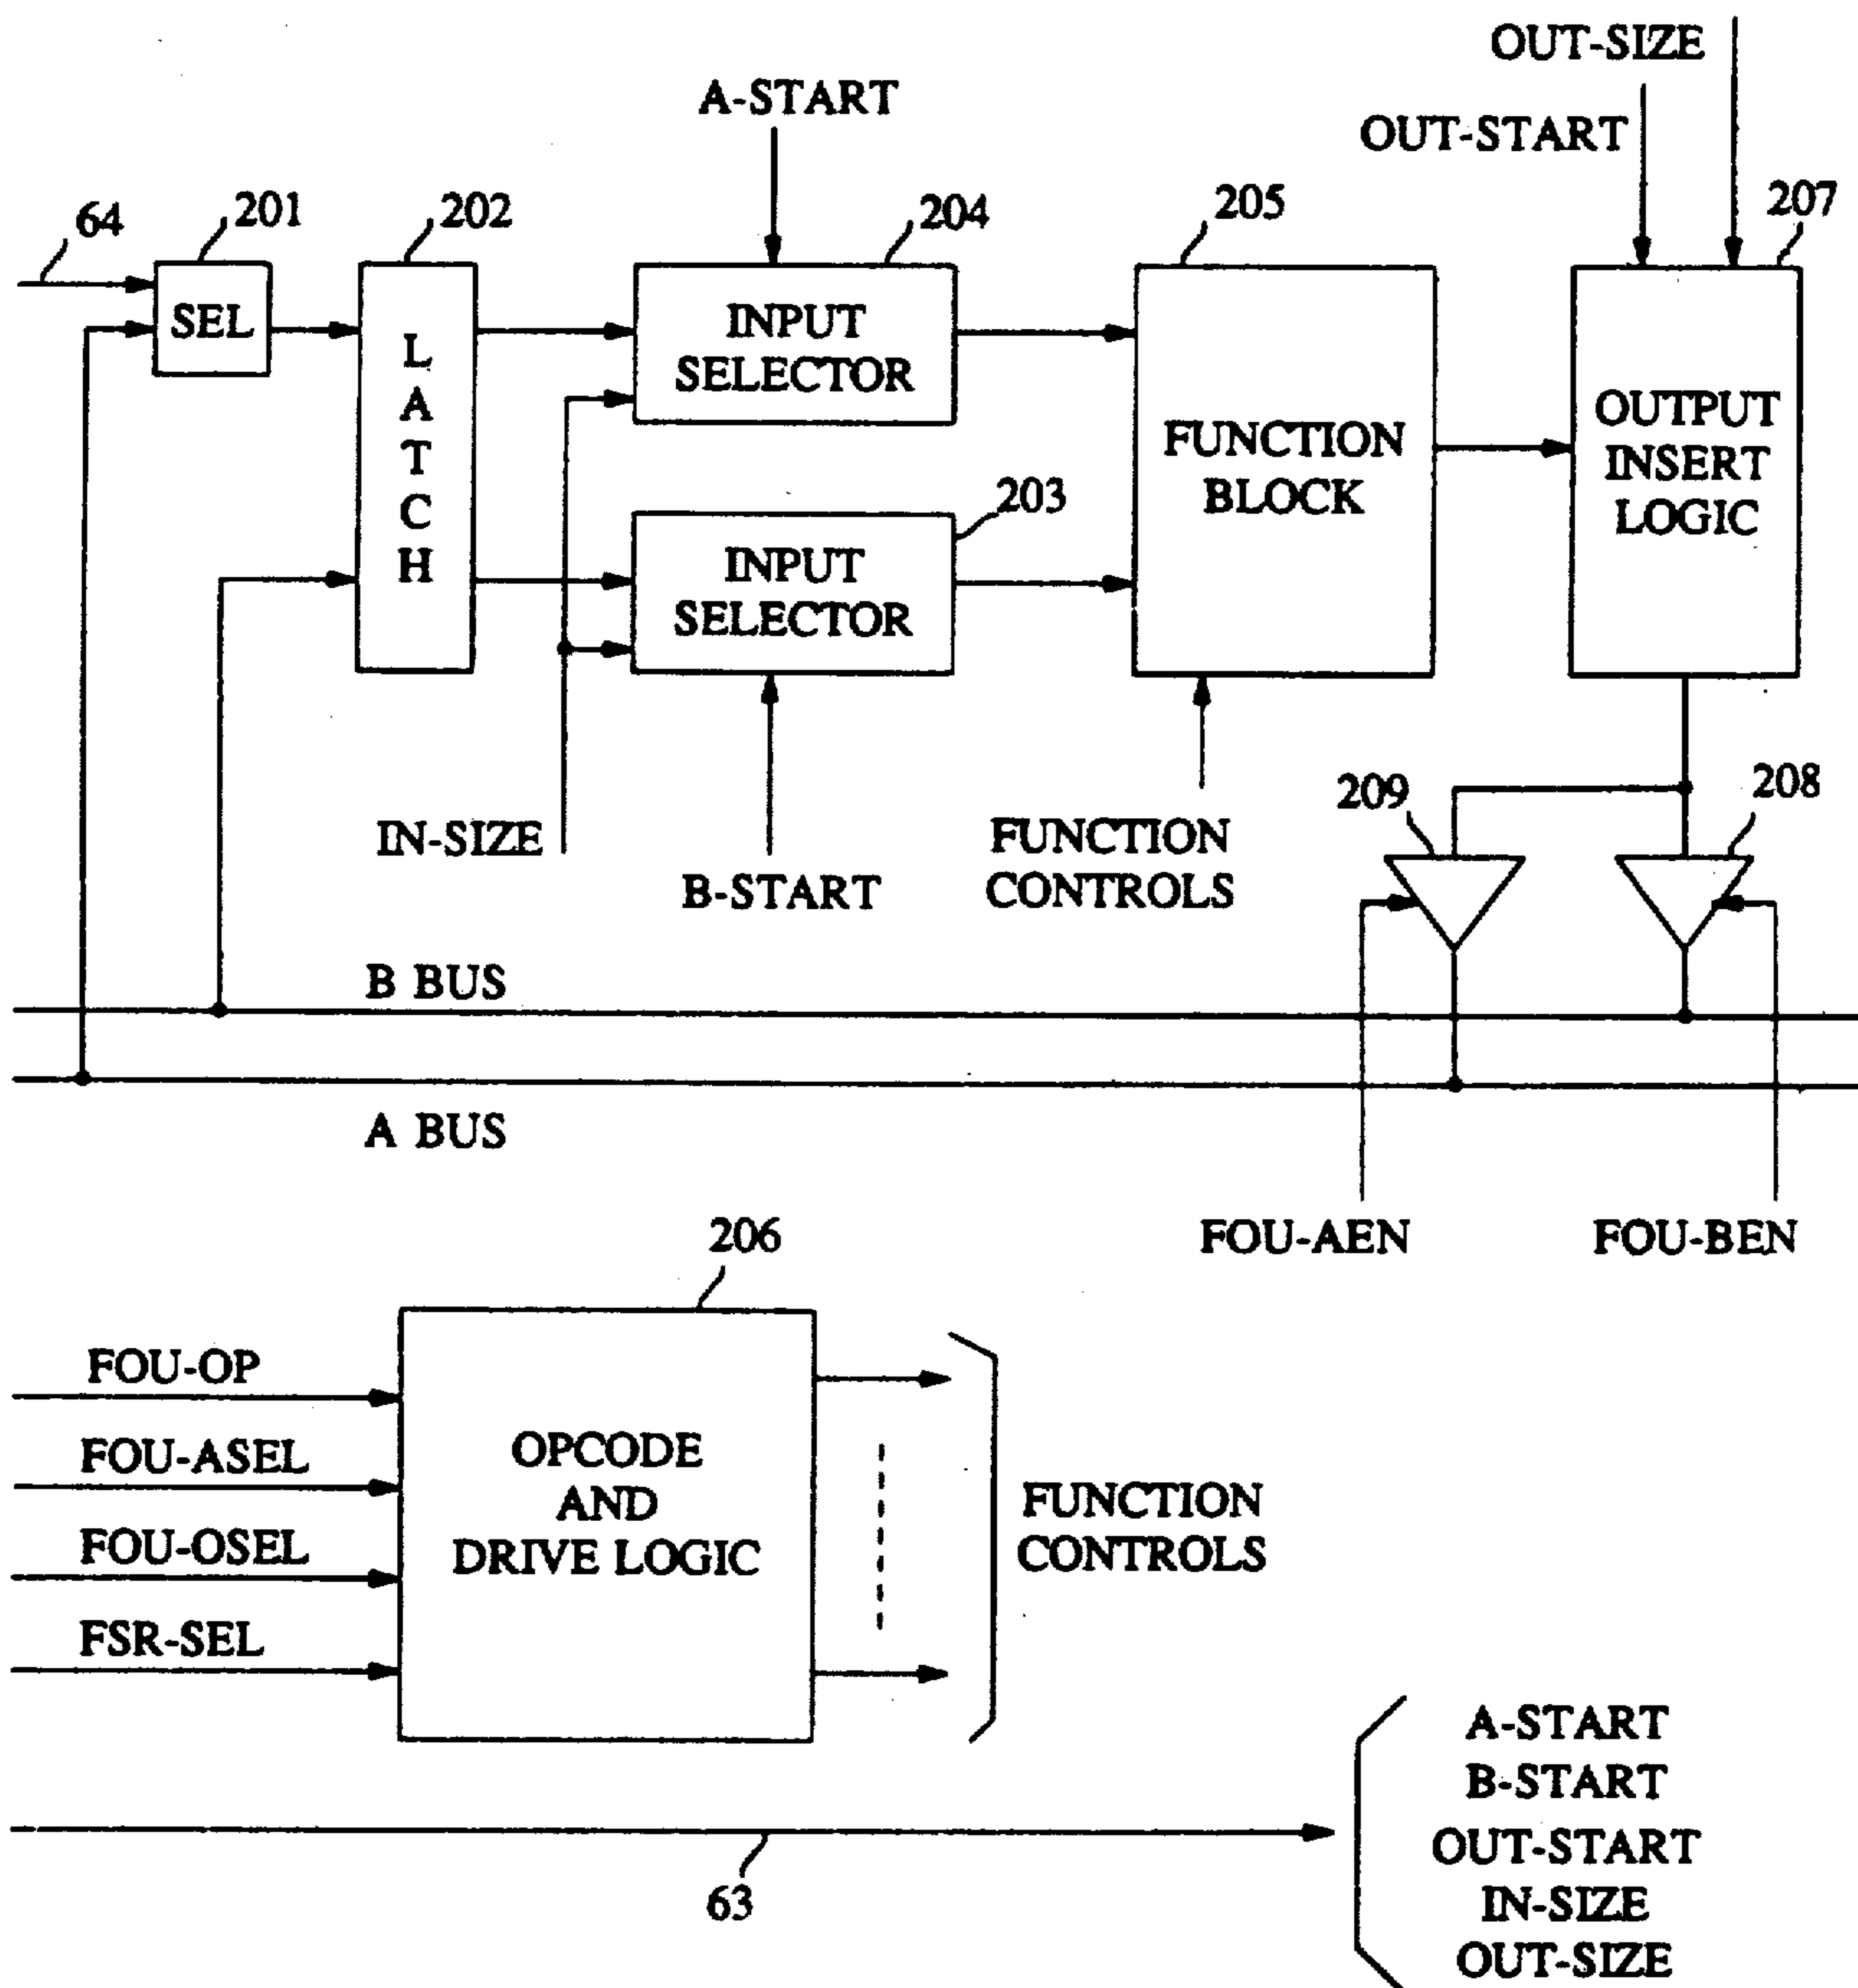 OUT-SIZE
A-START
OUT-START
64
201
202
204
205
207
SEL
LATCH
INPUT
SELECTOR
FUNCTION
BLOCK
OUTPUT
INSERT
LOGIC
203
INPUT
SELECTOR
209
208
IN-SIZE
B-START
FUNCTION
CONTROLS
B BUS
A BUS
FOU-AEN
FOU-BEN
206
FOU-OP
FOU-ASEL
FOU-OSEL
FSR-SEL
OPCODE
AND
DRIVE LOGIC
FUNCTION
CONTROLS
63
A-START
B-START
OUT-START
IN-SIZE
OUT-SIZE